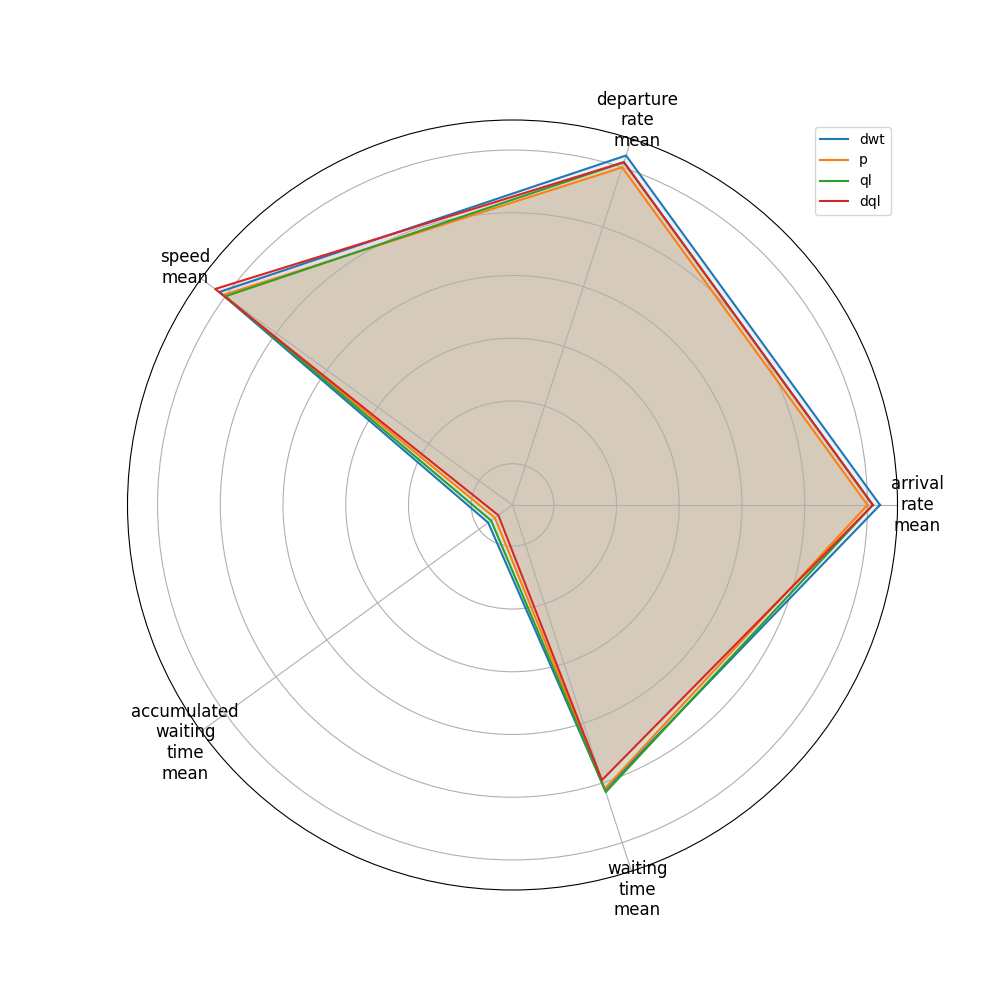 departure
rate
mean
dwt
p
ql
dql
speed
mean
arrival
rate
mean
accumulated
waiting
time
mean
waiting
time
mean